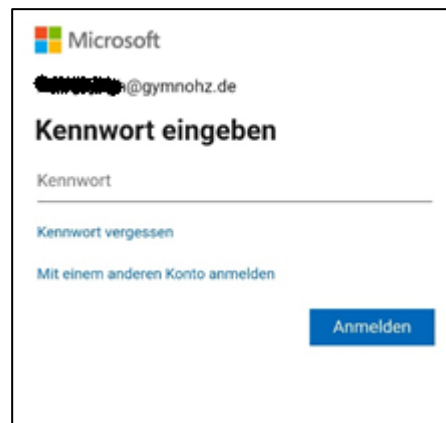 Microsoft
@gymnohz.de
Kennwort eingeben
Kennwort
Kennwort vergessen
Mit einem anderen Konto anmelden
Anmelden